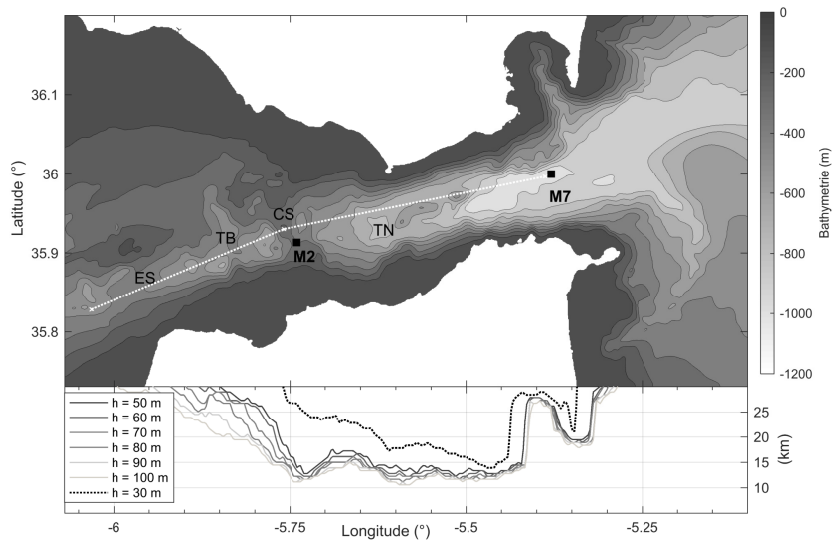 0
-200
-400
-600
-800
-1000
-1200
Bathymetrie (m)
36.1
36
35.9
35.8
Latitude (°)
M7
CS
TN
TB
M2
ES
h = 50 m
h = 60 m
h = 70 m
h = 80 m
h = 90 m
h = 100 m
h = 30 m
25
20
15
10
(km)
-6
-5.75
-5.5
-5.25
Longitude (°)